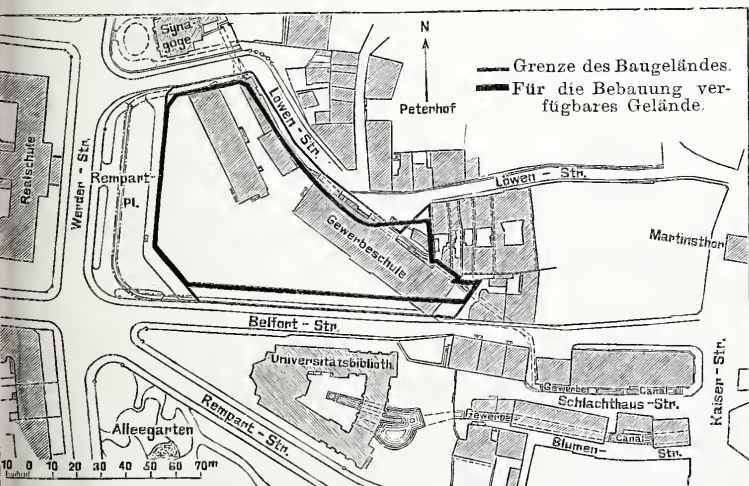 Syna-
goge
N
Grenze des Baugeländes.
Für die Bebauung ver-
fügbares Gelände.
Peterhof
Löwen-Str.
Realschule
Werder-Str.
Rempart-
Pl.
Löwen-Str.
Gewerbeschule
Martinsthor
Belfort-Str.
Universitätsbiblioth.
Kaiser-Str.
Gewerbe
Canal
Schlachthaus-Str.
Gewerbe
Canal
Blumen-Str.
Rempart-Str.
Alleegarten
10 0 10 20 30 40 50 60 70m